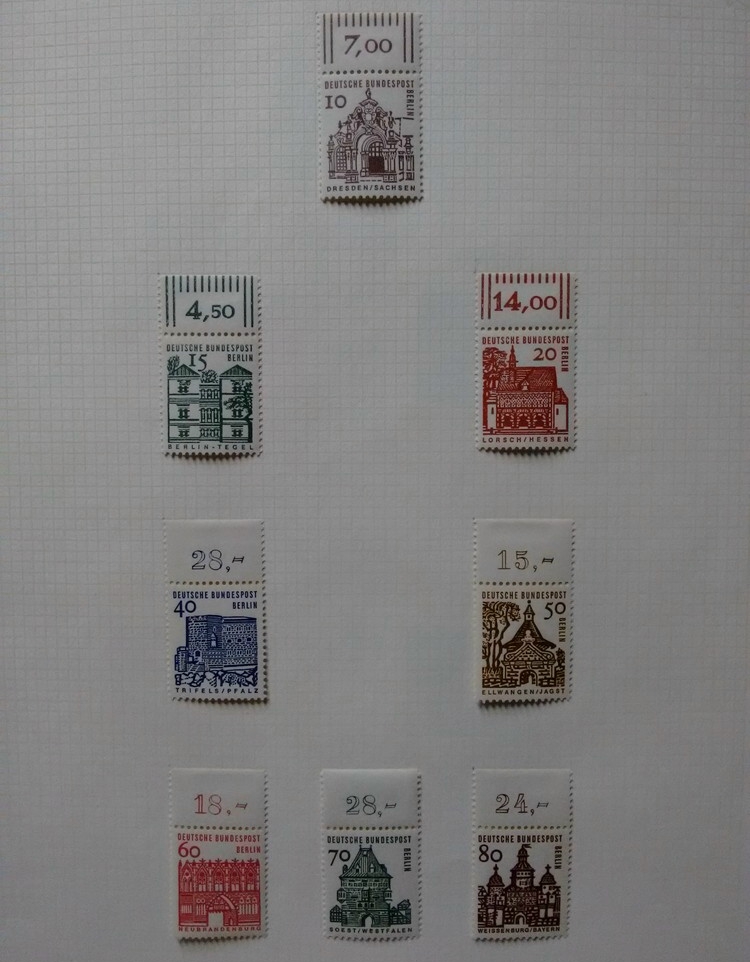 7,00
DEUTSCHE BUNDESPOST
BERLIN
10
DRESDEN/SACHSEN
4,50
DEUTSCHE BUNDESPOST
15 BERLIN
BERLIN-TEGEL
14,00
DEUTSCHE BUNDESPOST
20 BERLIN
LORSCH/HESSEN
28,-
DEUTSCHE BUNDESPOST
40 BERLIN
TRIFELS/PFALZ
15,-
DEUTSCHE BUNDESPOST
50 BERLIN
ELLWANGEN/JAGST
18,-
DEUTSCHE BUNDESPOST
60 BERLIN
NEUBRANDENBURG
28,-
DEUTSCHE BUNDESPOST
70 BERLIN
SOEST/WESTFALEN
24,-
DEUTSCHE BUNDESPOST
80 BERLIN
WEISSENBURG/BAYERN